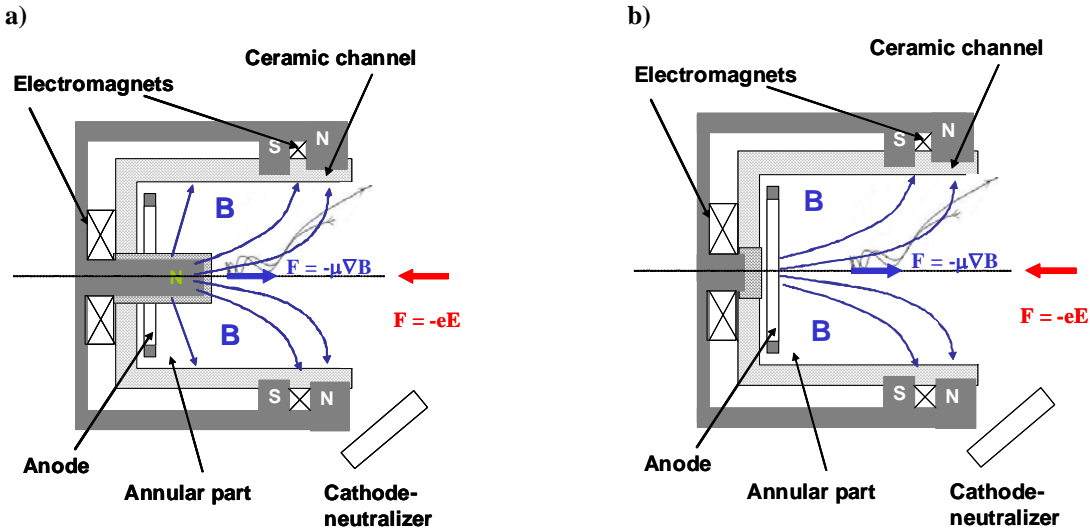 a)
Ceramic channel
Electromagnets
S
N
B
N
F = -μ∇B
F = -eE
B
S
N
Anode
Annular part
Cathode-
neutralizer
b)
Ceramic channel
Electromagnets
S
N
B
F = -μ∇B
F = -eE
B
S
N
Anode
Annular part
Cathode-
neutralizer